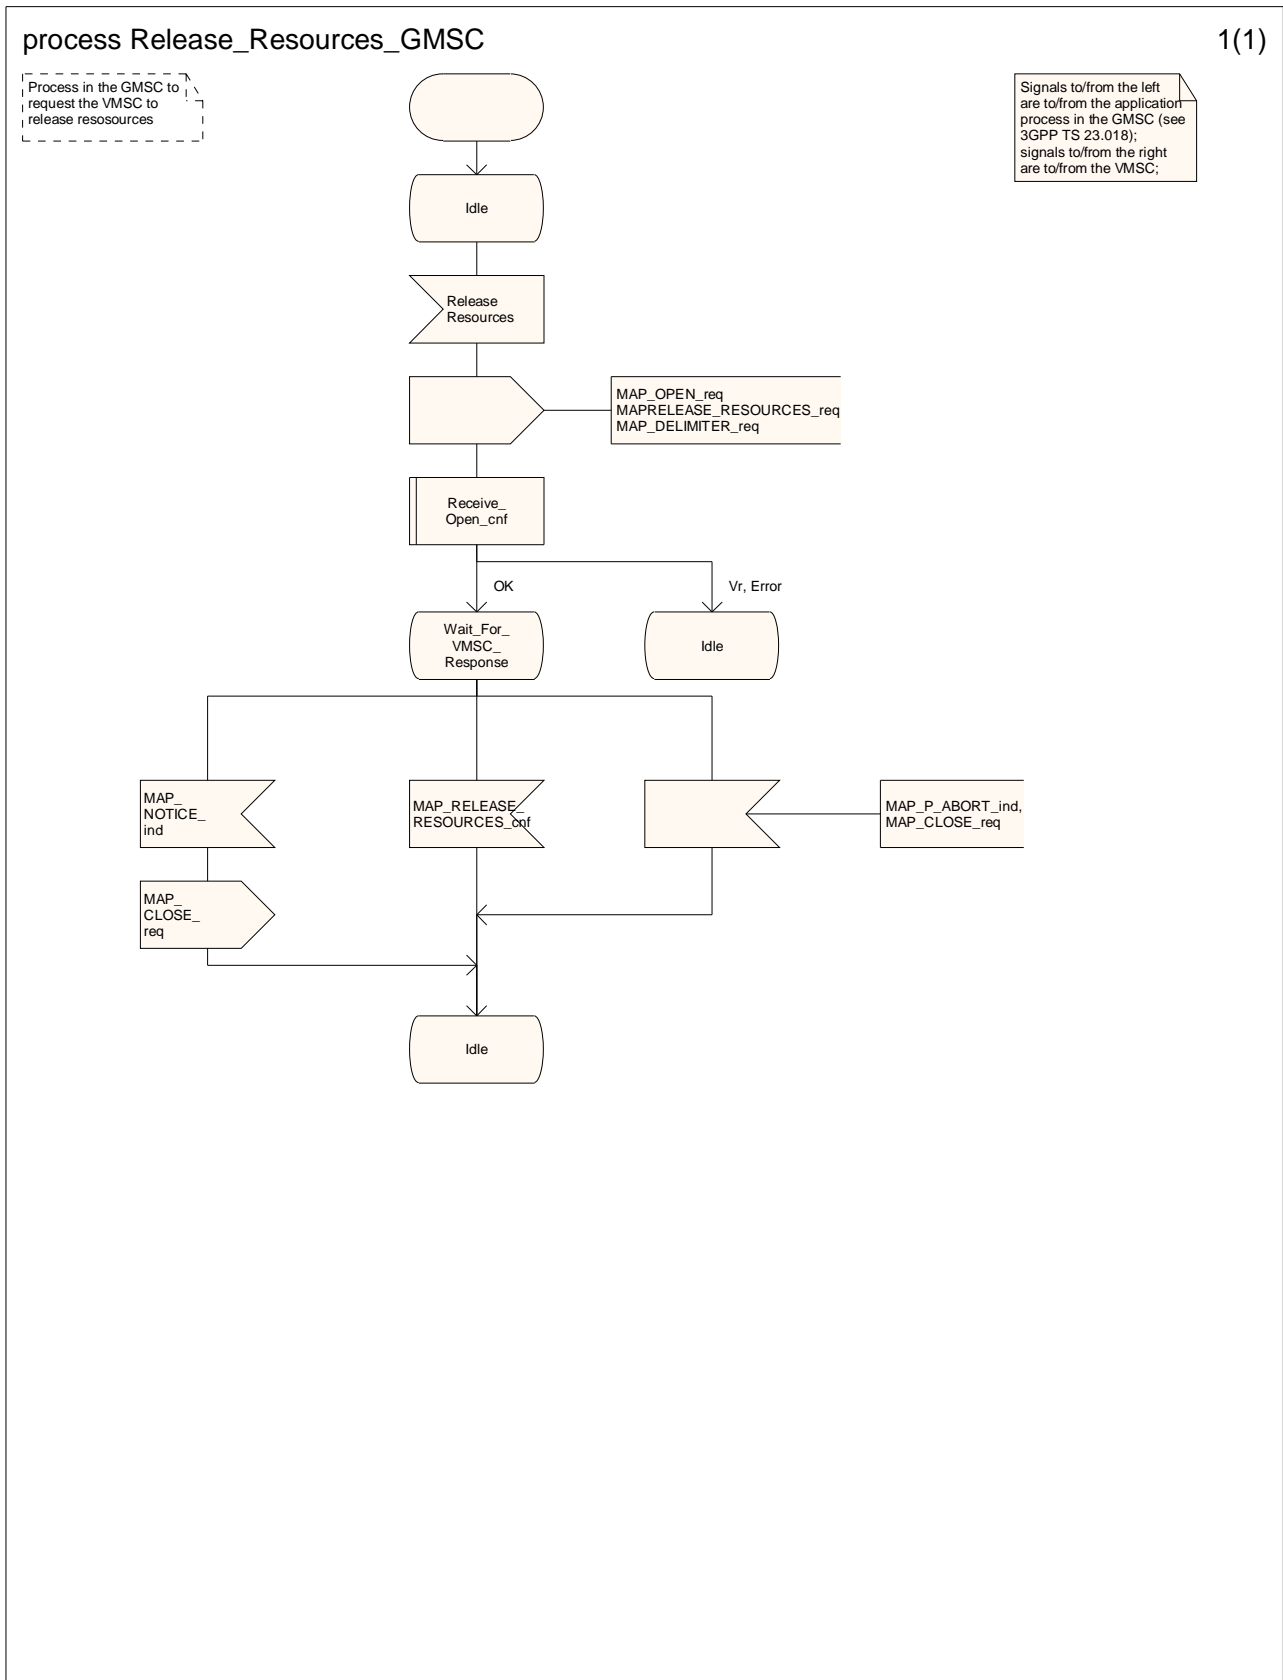 process Release_Resources_GMSC
1(1)
Process in the GMSC to
request the VMSC to
release resosources
Signals to/from the left
are to/from the application
process in the GMSC (see
3GPP TS 23.018);
signals to/from the right
are to/from the VMSC;
Idle
Release
Resources
MAP_OPEN_req
MAPRELEASE_RESOURCES_req
MAP_DELIMITER_req
Receive_
Open_cnf
OK
Vr, Error
Wait_For_
VMSC_
Response
Idle
MAP_
NOTICE_
ind
MAP_RELEASE_
RESOURCES_cnf
MAP_P_ABORT_ind,
MAP_CLOSE_req
MAP_
CLOSE_
req
Idle